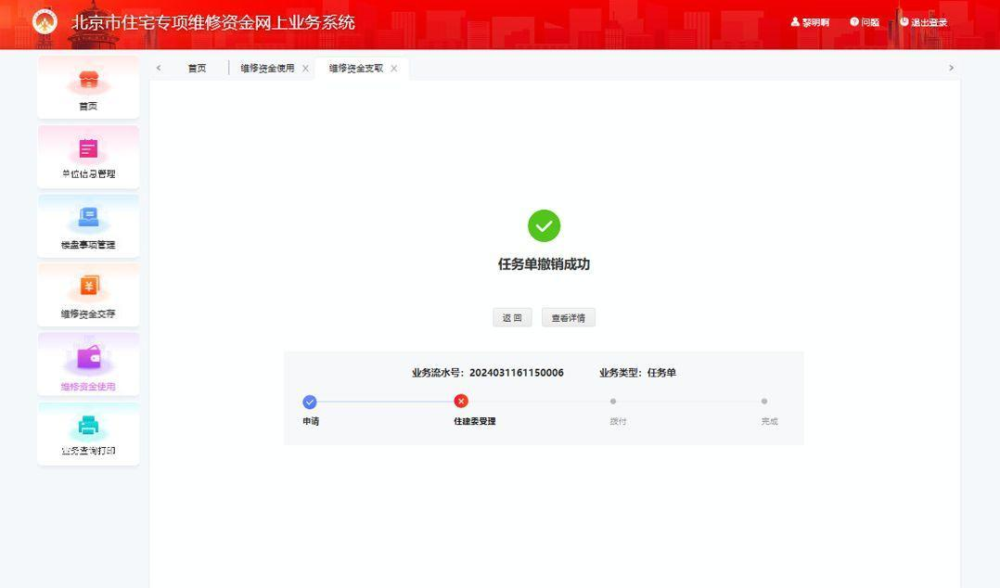 北京市住宅专项维修资金网上业务系统
黎明啊 问题 退出登录
首页 维修资金使用 维修资金支取
首页
单位信息管理
楼盘事项管理
维修资金交存
维修资金使用
业务查询打印
任务单撤销成功
返 回 查看详情
业务流水号：2024031161150006 业务类型：任务单
申请 住建委受理 拨付 完成